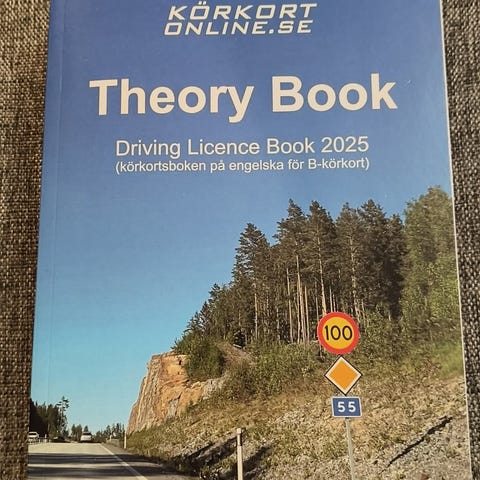 KÖRKORT
ONLINE.SE
Theory Book
Driving Licence Book 2025
(körkortsboken på engelska för B-körkort)
100
55